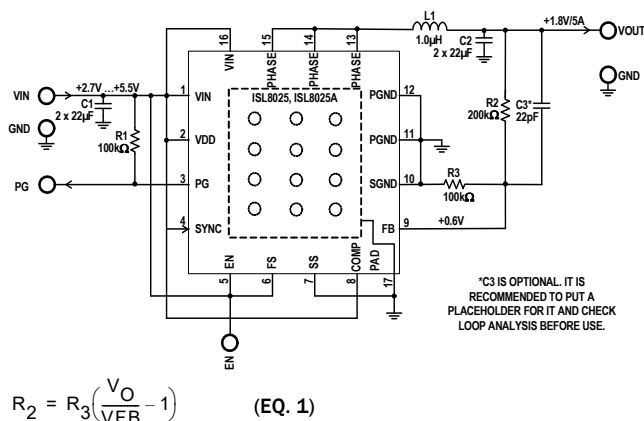 L1
1.0µH
C2
2 x 22µF
+1.8V/5A
VOUT
GND
16
15
14
13
VIN
PHASE
PHASE
PHASE
VIN
+2.7V …+5.5V
C1
2 x 22µF
GND
R1
100kΩ
PG
1
VIN
2
VDD
3
PG
4
SYNC
ISL8025, ISL8025A
PGND
12
PGND
11
SGND
10
FB
9
R3
100kΩ
+0.6V
R2
200kΩ
C3*
22pF
EN
FS
SS
COMP
PAD
5
6
7
8
17
EN
*C3 IS OPTIONAL. IT IS
RECOMMENDED TO PUT A
PLACEHOLDER FOR IT AND CHECK
LOOP ANALYSIS BEFORE USE.
R2 = R3(VO/VFB − 1) (EQ. 1)